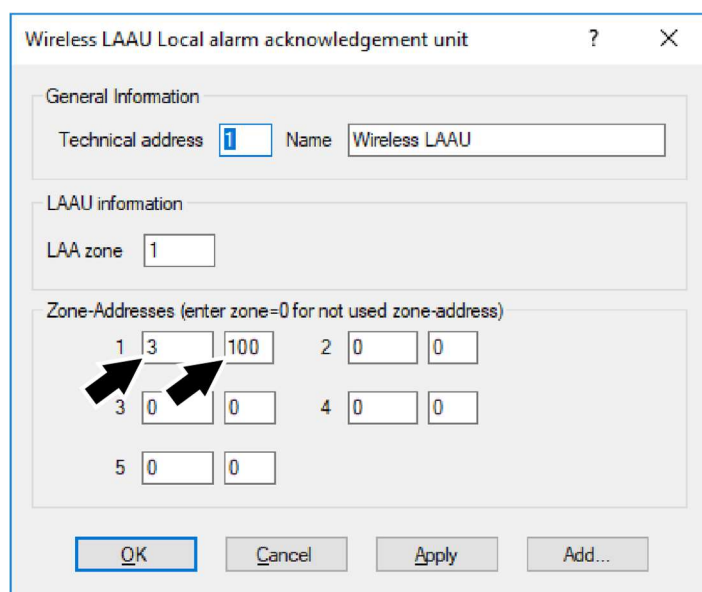 Wireless LAAU Local alarm acknowledgement unit ? ✕
General Information
Technical address 1 Name Wireless LAAU
LAAU information
LAA zone 1
Zone-Addresses (enter zone=0 for not used zone-address)
1 3 100 2 0 0
3 0 0 4 0 0
5 0 0
OK Cancel Apply Add...